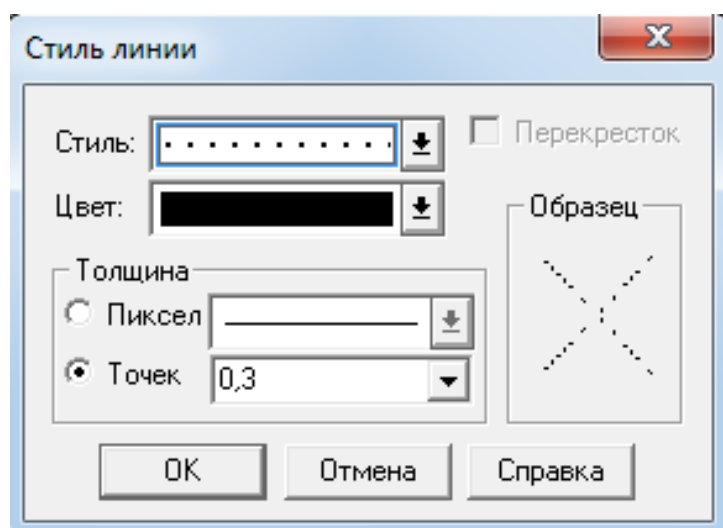 Стиль линии
Стиль:
Перекресток
Цвет:
Образец
Толщина
Пиксел
Точек
0,3
OK
Отмена
Справка